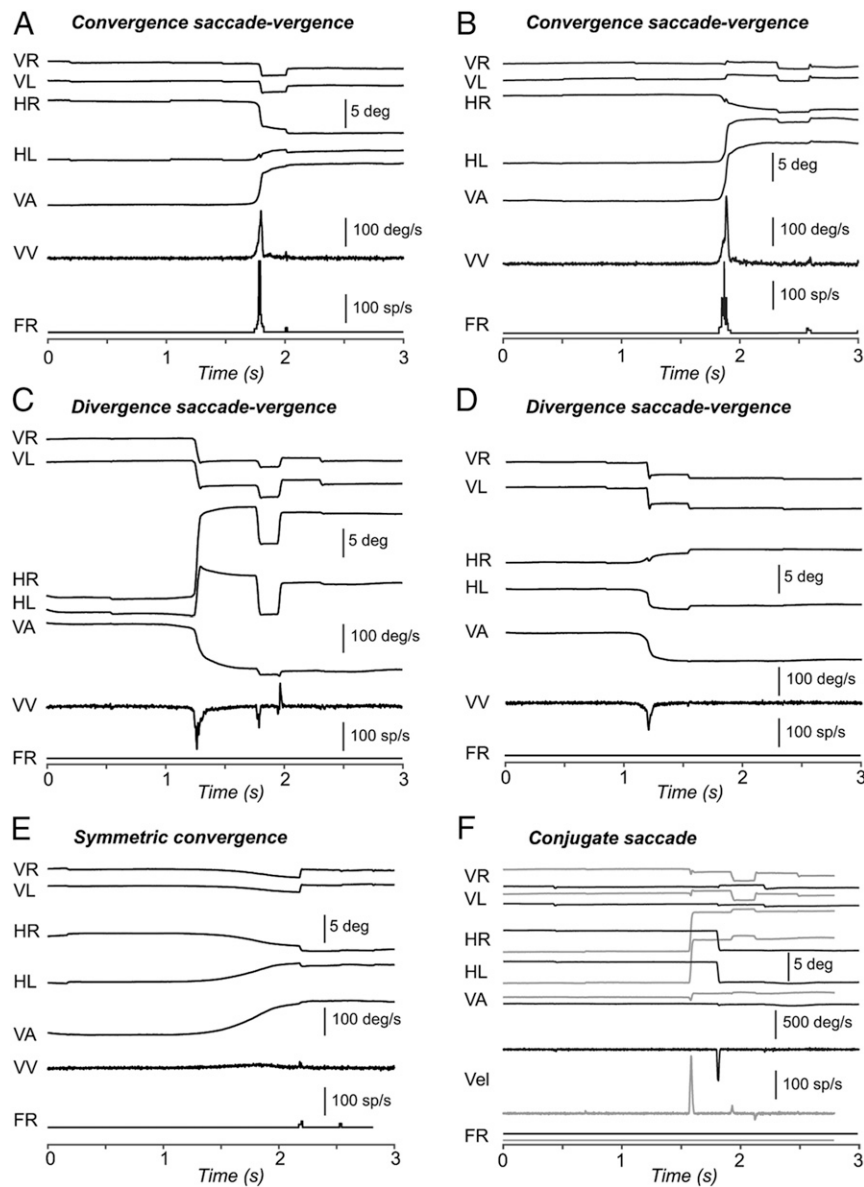 A Convergence saccade-vergence
VR
VL
HR
5 deg
HL
VA
100 deg/s
VV
100 sp/s
FR
0 1 2 3
Time (s)
B Convergence saccade-vergence
VR
VL
HR
HL
5 deg
VA
100 deg/s
VV
100 sp/s
FR
0 1 2 3
Time (s)
C Divergence saccade-vergence
VR
VL
5 deg
HR
HL
VA
100 deg/s
VV
100 sp/s
FR
0 1 2 3
Time (s)
D Divergence saccade-vergence
VR
VL
HR
5 deg
HL
VA
100 deg/s
VV
100 sp/s
FR
0 1 2 3
Time (s)
E Symmetric convergence
VR
VL
HR
5 deg
HL
100 deg/s
VA
VV
100 sp/s
FR
0 1 2 3
Time (s)
F Conjugate saccade
VR
VL
HR
HL
5 deg
VA
500 deg/s
Vel
100 sp/s
FR
0 1 2 3
Time (s)